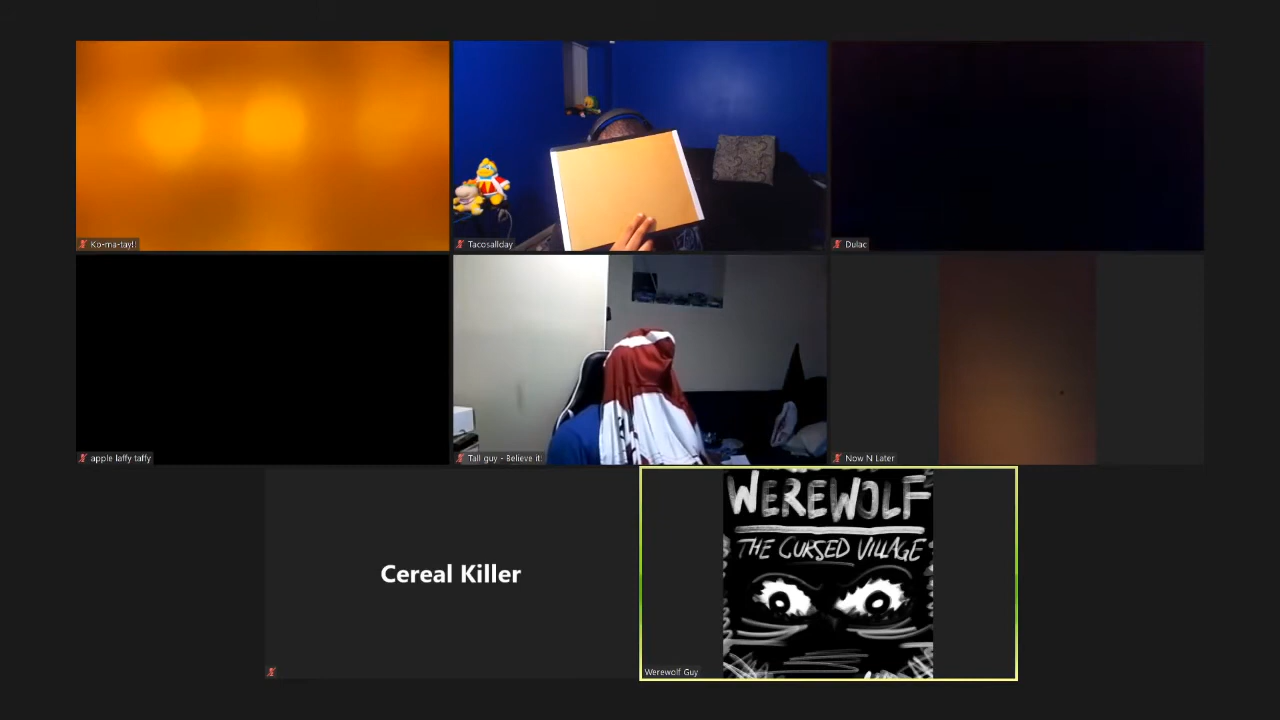 Ko-ma-tay!!
Tacosallday
Dulac
apple laffy taffy
Tall guy - Believe it!
Now N Later
Cereal Killer
WEREWOLF
THE CURSED VILLAGE
Werewolf Guy